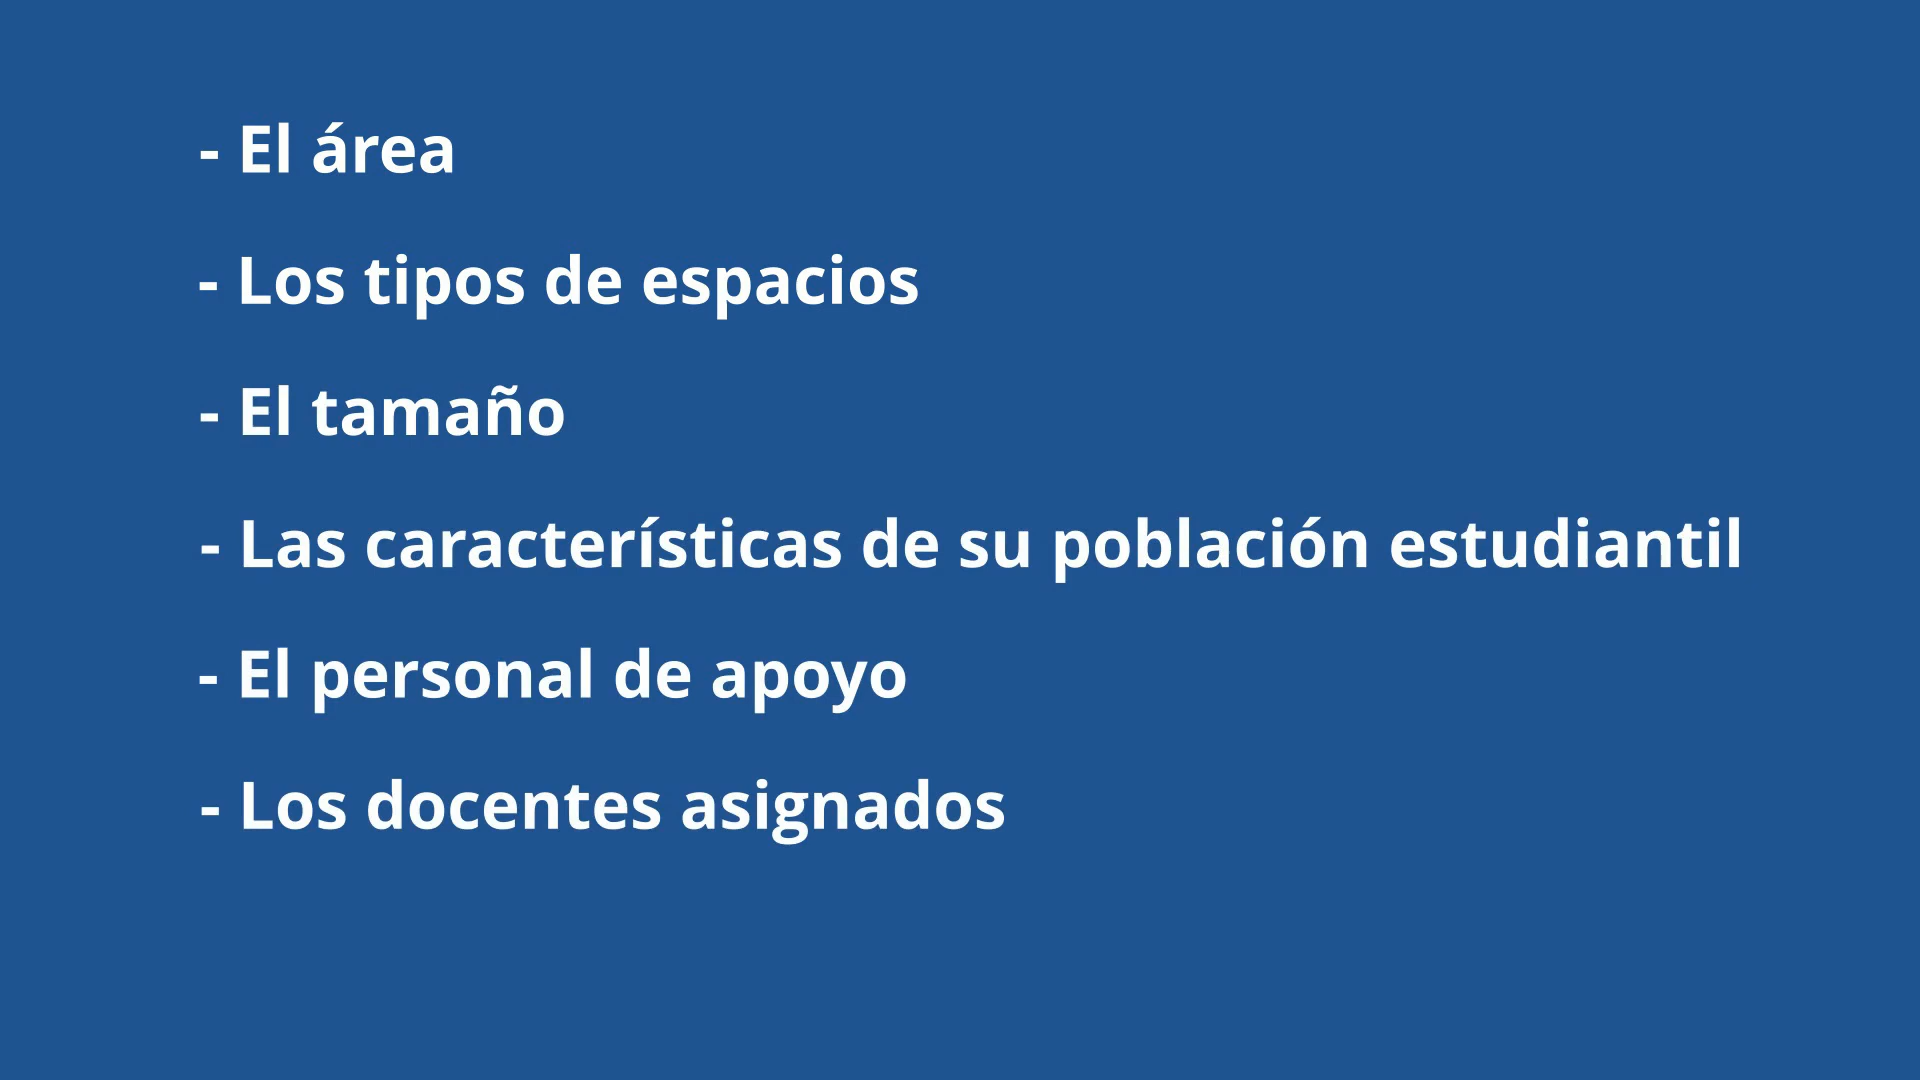 - El área
- Los tipos de espacios
- El tamaño
- Las características de su población estudiantil
- El personal de apoyo
- Los docentes asignados